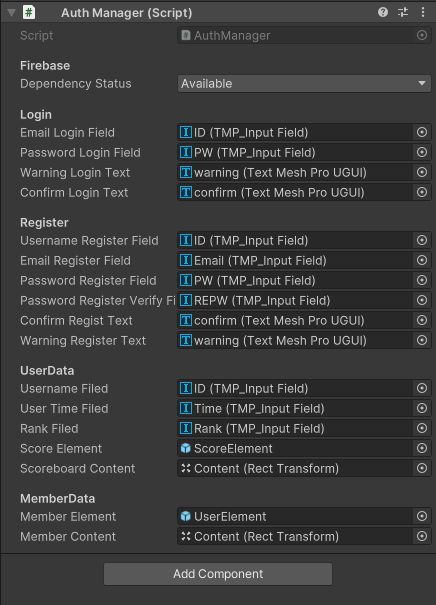 Auth Manager (Script)
Script AuthManager
Firebase
Dependency Status Available
Login
Email Login Field ID (TMP_Input Field)
Password Login Field PW (TMP_Input Field)
Warning Login Text warning (Text Mesh Pro UGUI)
Confirm Login Text confirm (Text Mesh Pro UGUI)
Register
Username Register Field ID (TMP_Input Field)
Email Register Field Email (TMP_Input Field)
Password Register Field PW (TMP_Input Field)
Password Register Verify Fi REPW (TMP_Input Field)
Confirm Regist Text confirm (Text Mesh Pro UGUI)
Warning Register Text warning (Text Mesh Pro UGUI)
UserData
Username Filed ID (TMP_Input Field)
User Time Filed Time (TMP_Input Field)
Rank Filed Rank (TMP_Input Field)
Score Element ScoreElement
Scoreboard Content Content (Rect Transform)
MemberData
Member Element UserElement
Member Content Content (Rect Transform)
Add Component